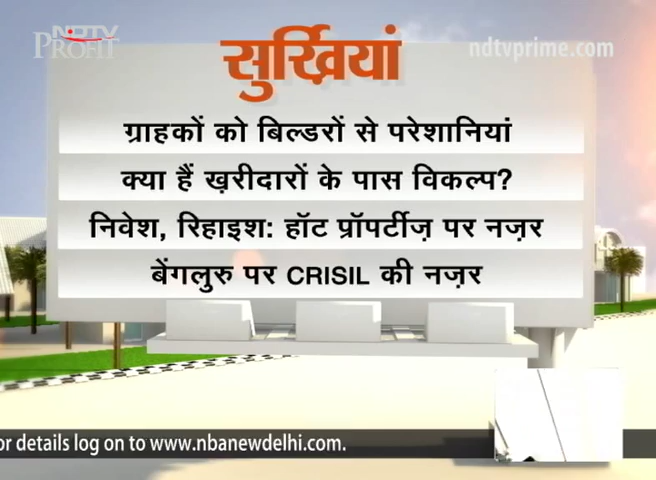 NDTV
PROFIT
सुर्ख़ियां
ndtvprime.com
ग्राहकों को बिल्डरों से परेशानियां
क्या हैं ख़रीदारों के पास विकल्प?
निवेश, रिहाइश: हॉट प्रॉपर्टीज़ पर नज़र
बेंगलुरु पर CRISIL की नज़र
or details log on to www.nbanewdelhi.com.